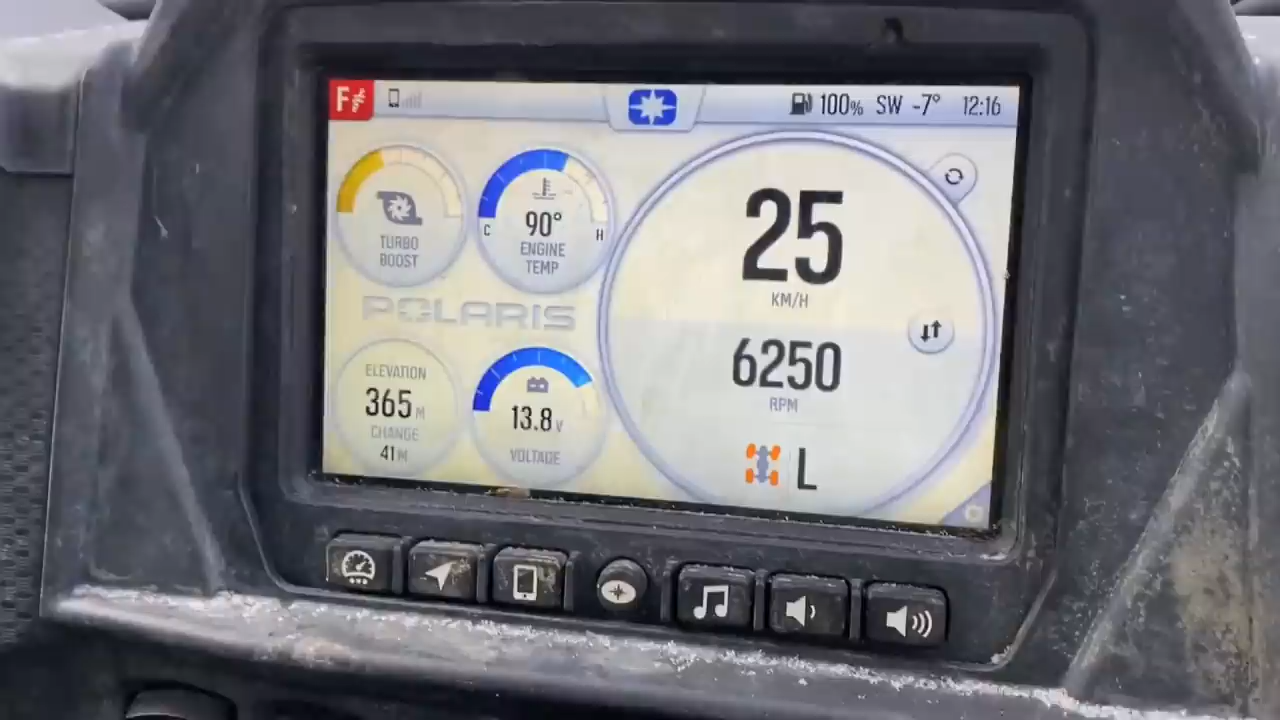 F
100% SW -7° 12:16
TURBO
BOOST
90°
C H
ENGINE
TEMP
25
KM/H
POLARIS
6250
RPM
ELEVATION
365 M
CHANGE
41 M
13.8 V
VOLTAGE
L